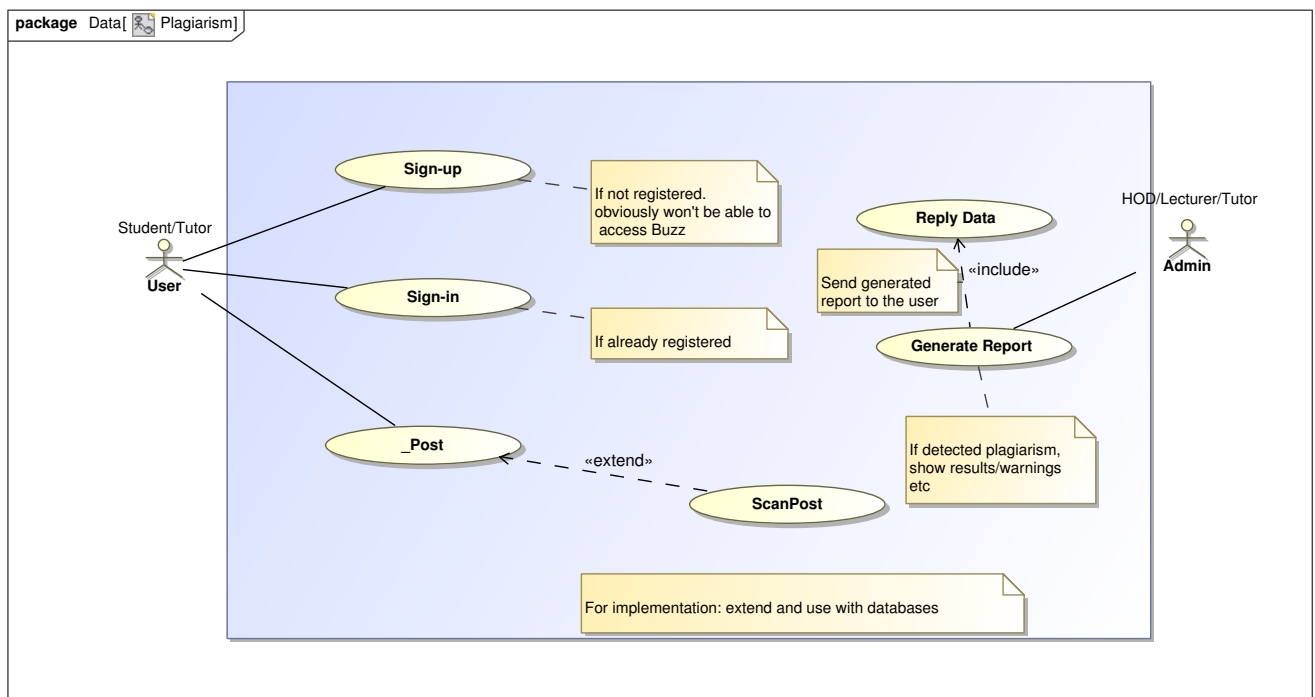 package Data[ Plagiarism]
Sign-up
If not registered.
obviously won't be able to
access Buzz
HOD/Lecturer/Tutor
Reply Data
Student/Tutor
Admin
User
«include»
Send generated
report to the user
Sign-in
If already registered
Generate Report
_Post
If detected plagiarism,
show results/warnings
etc
«extend»
ScanPost
For implementation: extend and use with databases